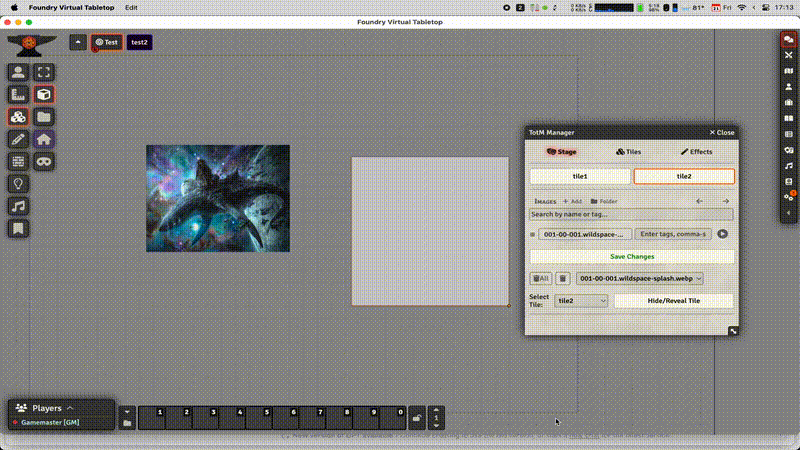 Foundry Virtual Tabletop Edit
2 81° Fri 17:13
Foundry Virtual Tabletop
Test test2
TotM Manager Close
Stage Tiles Effects
tile1 tile2
Images + Add Folder
Search by name or tag...
001-00-001.wildspace-... Enter tags, comma-s
Save Changes
All 001-00-001.wildspace-splash.webp
Select Tile: tile2 Hide/Reveal Tile
Players
Gamemaster [GM]
1 2 3 4 5 6 7 8 9 0
1